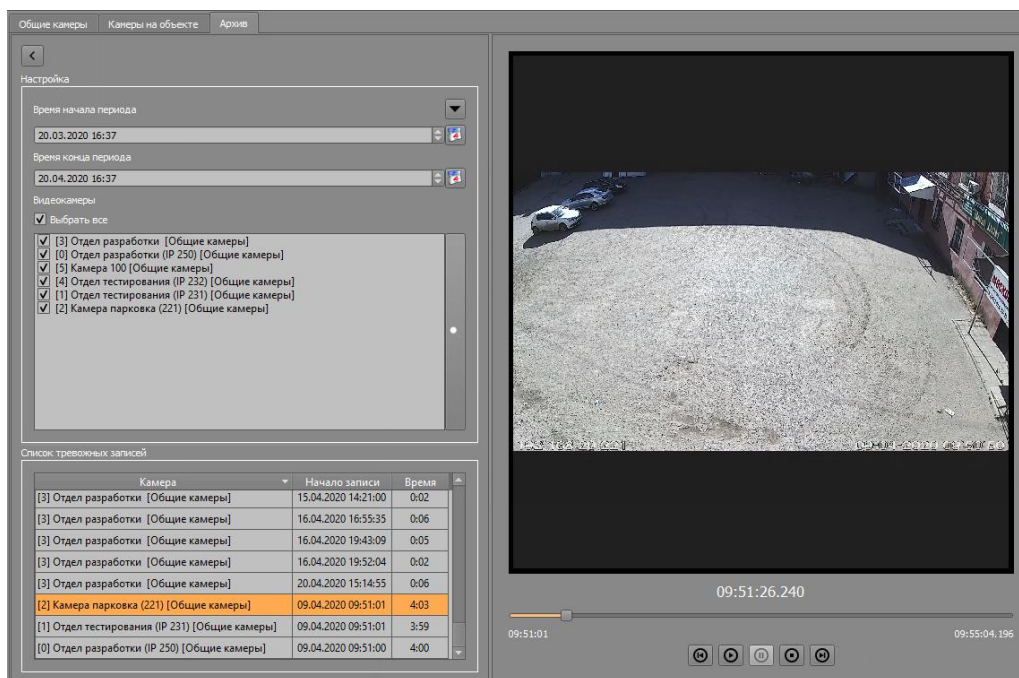 Общие камеры
Камеры на объекте
Архив
Настройка
Время начала периода
20.03.2020 16:37
Время конца периода
20.04.2020 16:37
Видеокамеры
Выбрать все
[3] Отдел разработки [Общие камеры]
[0] Отдел разработки (IP 250) [Общие камеры]
[5] Камера 100 [Общие камеры]
[4] Отдел тестирования (IP 232) [Общие камеры]
[1] Отдел тестирования (IP 231) [Общие камеры]
[2] Камера парковка (221) [Общие камеры]
Список тревожных записей
Камера Начало записи Время
[3] Отдел разработки [Общие камеры] 15.04.2020 14:21:00 0:02
[3] Отдел разработки [Общие камеры] 16.04.2020 16:55:35 0:06
[3] Отдел разработки [Общие камеры] 16.04.2020 19:43:09 0:05
[3] Отдел разработки [Общие камеры] 16.04.2020 19:52:04 0:02
[3] Отдел разработки [Общие камеры] 20.04.2020 15:14:55 0:06
[2] Камера парковка (221) [Общие камеры] 09.04.2020 09:51:01 4:03
[1] Отдел тестирования (IP 231) [Общие камеры] 09.04.2020 09:51:01 3:59
[0] Отдел разработки (IP 250) [Общие камеры] 09.04.2020 09:51:00 4:00
09:51:26.240
09:51:01
09:55:04.196